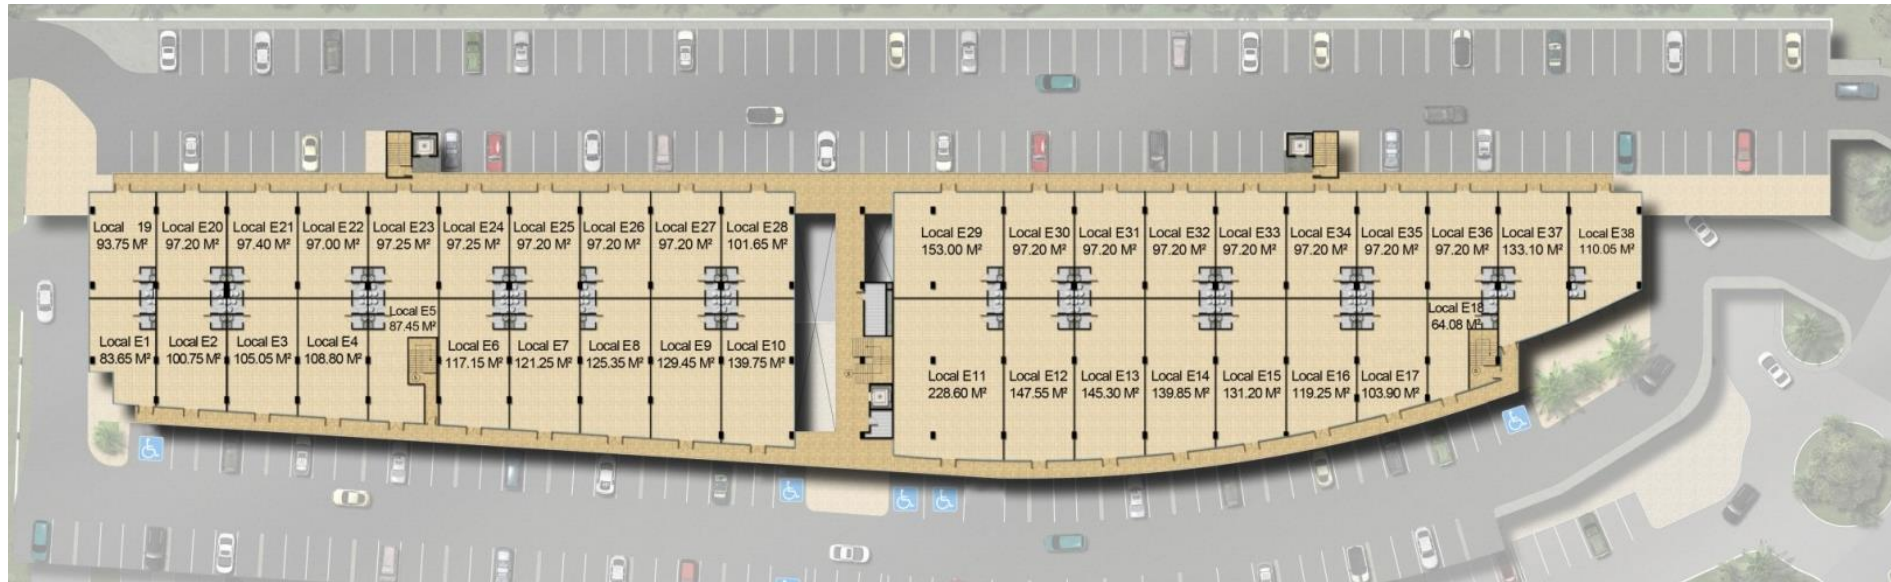 Local 19
93.75 M²
Local E20
97.20 M²
Local E21
97.40 M²
Local E22
97.00 M²
Local E23
97.25 M²
Local E24
97.25 M²
Local E25
97.20 M²
Local E26
97.20 M²
Local E27
97.20 M²
Local E28
101.65 M²
Local E29
153.00 M²
Local E30
97.20 M²
Local E31
97.20 M²
Local E32
97.20 M²
Local E33
97.20 M²
Local E34
97.20 M²
Local E35
97.20 M²
Local E36
97.20 M²
Local E37
133.10 M²
Local E38
110.05 M²
Local E1
83.65 M²
Local E2
100.75 M²
Local E3
105.05 M²
Local E4
108.80 M²
Local E5
87.45 M²
Local E6
117.15 M²
Local E7
121.25 M²
Local E8
125.35 M²
Local E9
129.45 M²
Local E10
139.75 M²
Local E11
228.60 M²
Local E12
147.55 M²
Local E13
145.30 M²
Local E14
139.85 M²
Local E15
131.20 M²
Local E16
119.25 M²
Local E17
103.90 M²
Local E18
64.08 M²